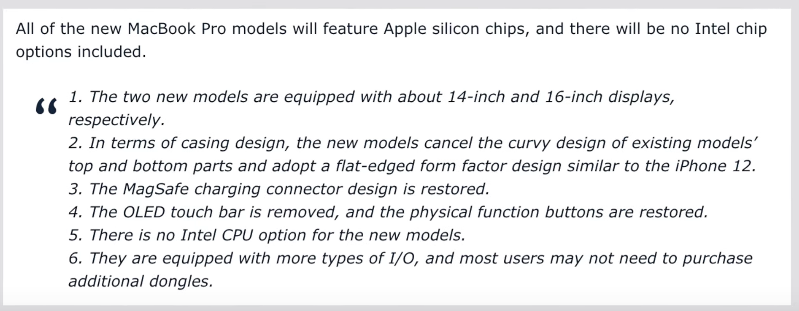 All of the new MacBook Pro models will feature Apple silicon chips, and there will be no Intel chip
options included.
“ 1. The two new models are equipped with about 14-inch and 16-inch displays,
respectively.
2. In terms of casing design, the new models cancel the curvy design of existing models’
top and bottom parts and adopt a flat-edged form factor design similar to the iPhone 12.
3. The MagSafe charging connector design is restored.
4. The OLED touch bar is removed, and the physical function buttons are restored.
5. There is no Intel CPU option for the new models.
6. They are equipped with more types of I/O, and most users may not need to purchase
additional dongles.